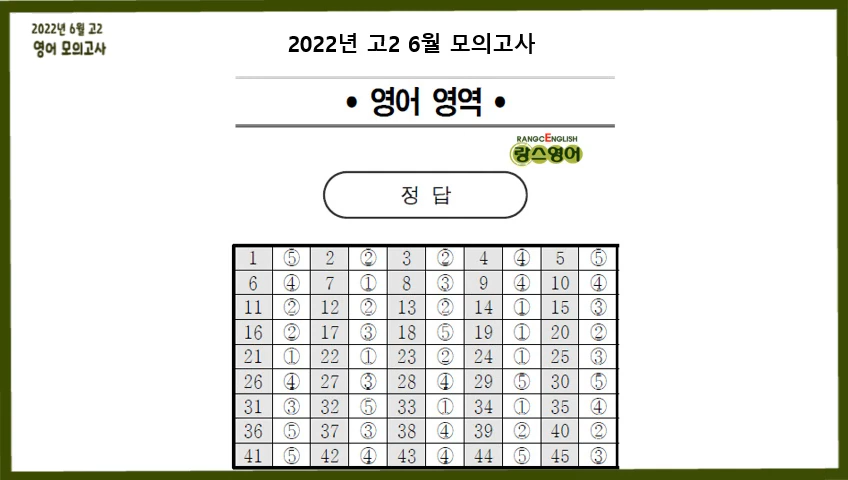 2022년 6월 고2
영어 모의고사
2022년 고2 6월 모의고사
• 영어 영역 •
RANGCENGLISH
랑스영어
정 답
1 ⑤ 2 ② 3 ② 4 ④ 5 ⑤
6 ④ 7 ① 8 ③ 9 ④ 10 ④
11 ② 12 ② 13 ② 14 ① 15 ③
16 ② 17 ③ 18 ⑤ 19 ① 20 ②
21 ① 22 ① 23 ② 24 ① 25 ③
26 ④ 27 ③ 28 ④ 29 ⑤ 30 ⑤
31 ③ 32 ⑤ 33 ① 34 ① 35 ④
36 ⑤ 37 ③ 38 ④ 39 ② 40 ②
41 ⑤ 42 ④ 43 ④ 44 ⑤ 45 ③